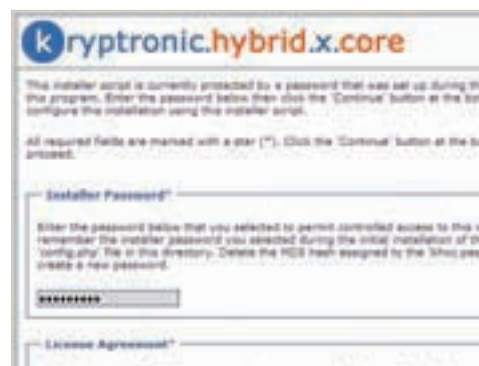 kryptronic.hybrid.x.core
This installer script is currently protected by a password that was set up during th
this program. Enter the password below then click the 'Continue' button at the bo
configure this installation using this installer script.
All required fields are marked with a star (*). Click the 'Continue' button at the bo
proceed.
Installer Password*
Enter the password below that you selected to permit controlled access to this
remember the installer password you selected during the initial installation of th
'config.php' file in this directory. Delete the MD5 hash assigned to the
create a new password.
*********
License Agreement*